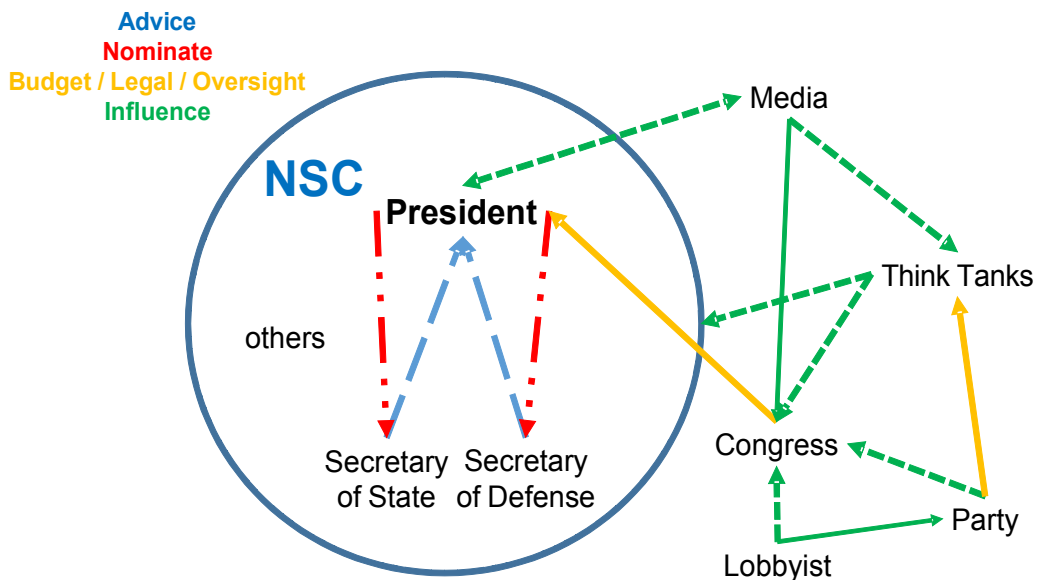 Advice
Nominate
Budget / Legal / Oversight
Influence
Media
NSC
President
Think Tanks
others
Congress
Secretary
of State
Secretary
of Defense
Party
Lobbyist